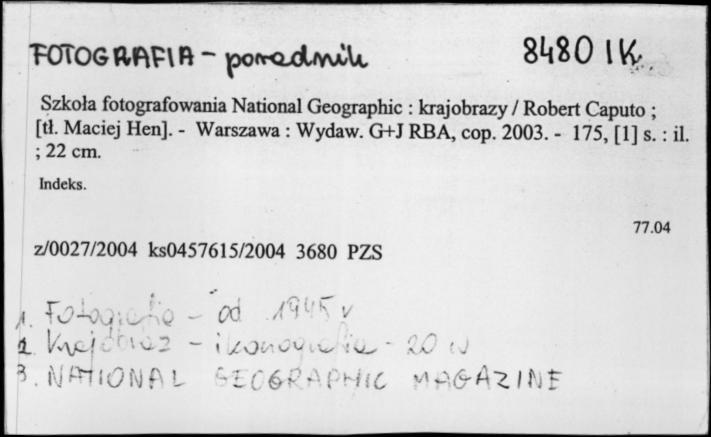 FOTOGRAFIA - poradnik 8480 IK
Szkoła fotografowania National Geographic : krajobrazy / Robert Caputo ;
[tł. Maciej Hen]. - Warszawa : Wydaw. G+J RBA, cop. 2003. - 175, [1] s. : il.
; 22 cm.
Indeks.
77.04
z/0027/2004 ks0457615/2004 3680 PZS
1. Fotografia - od 1945 r
2. Krajobraz - ikonografia - 20 w
3. NATIONAL GEOGRAPHIC MAGAZINE